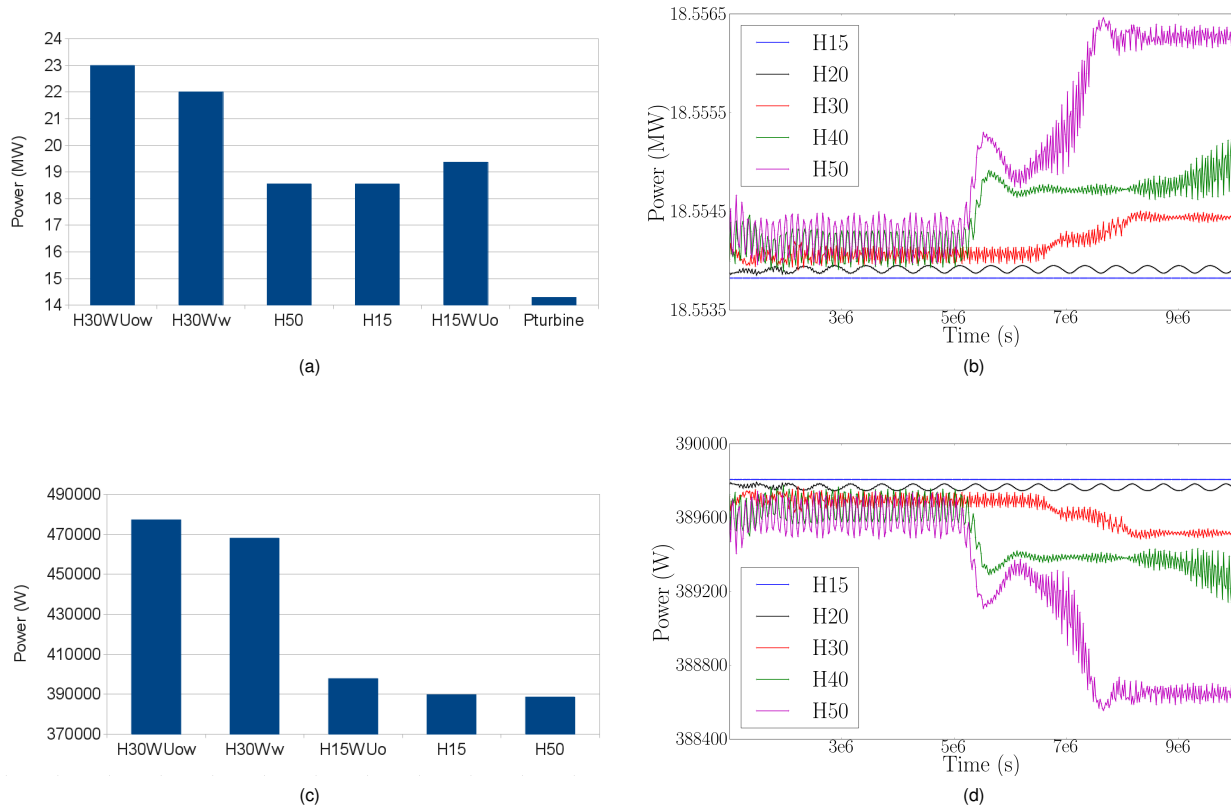 24
23
22
21
20
19
18
17
16
15
14
Power (MW)
H30WUow H30Ww H50 H15 H15WUo Pturbine
(a)
18.5565
18.5555
18.5545
18.5535
Power (MW)
H15
H20
H30
H40
H50
3e6 5e6 7e6 9e6
Time (s)
(b)
490000
470000
450000
430000
410000
390000
370000
Power (W)
H30WUow H30Ww H15WUo H15 H50
(c)
390000
389600
389200
388800
388400
Power (W)
H15
H20
H30
H40
H50
3e6 5e6 7e6 9e6
Time (s)
(d)